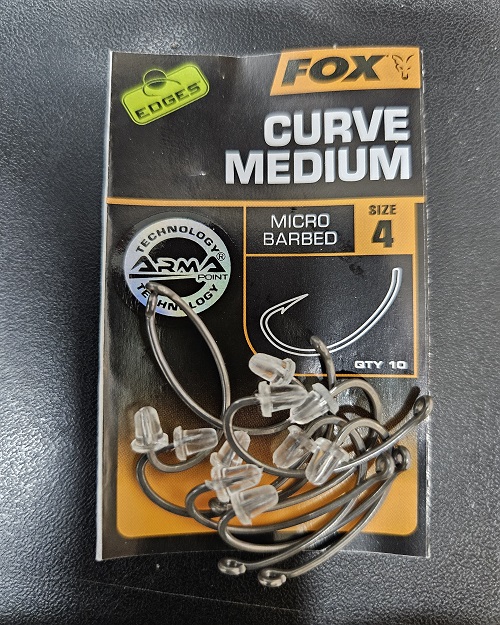 EDGES
FOX
CURVE
MEDIUM
MICRO
BARBED
SIZE
4
TECHNOLOGY
ARMA®
POINT
TECHNOLOGY
QTY 10